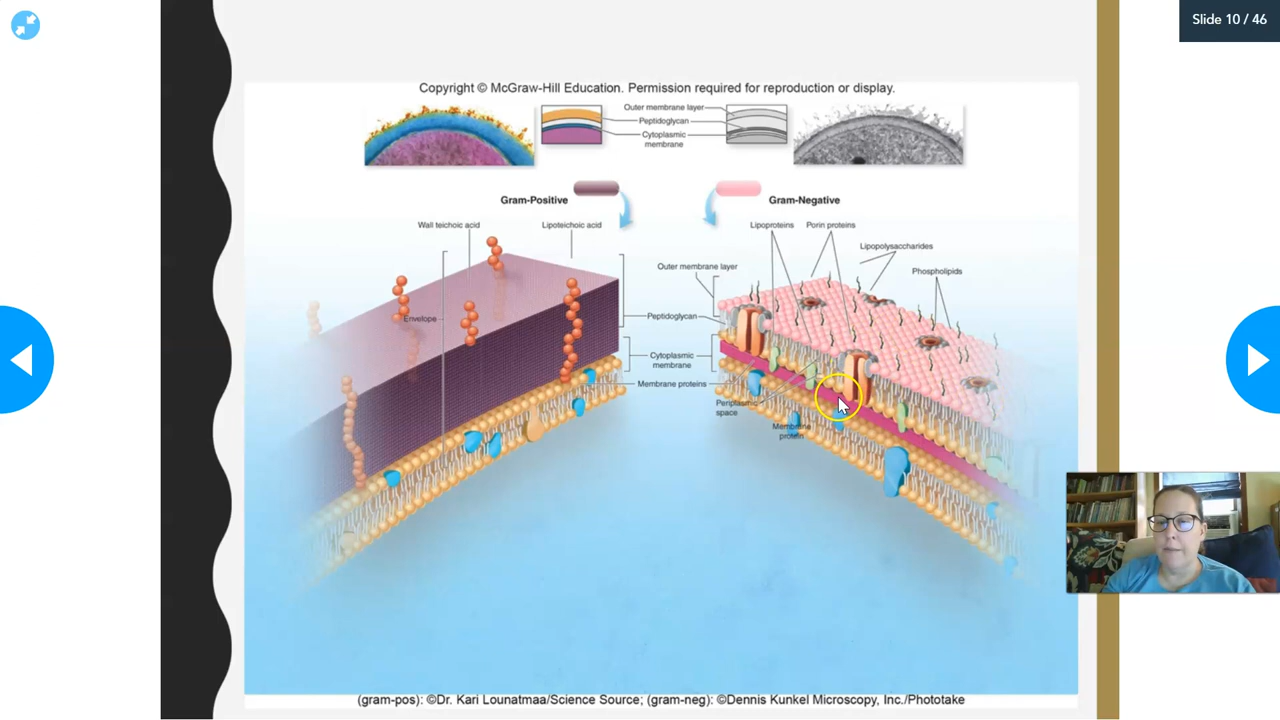 Slide 10 / 46
Copyright © McGraw-Hill Education. Permission required for reproduction or display.
Outer membrane layer
Peptidoglycan
Cytoplasmic
membrane
Gram-Positive
Gram-Negative
Wall teichoic acid
Lipoteichoic acid
Lipoproteins
Porin proteins
Lipopolysaccharides
Phospholipids
Outer membrane layer
Envelope
Peptidoglycan
Cytoplasmic
membrane
Membrane proteins
Periplasmic
space
Membrane
protein
(gram-pos): ©Dr. Kari Lounatmaa/Science Source; (gram-neg): ©Dennis Kunkel Microscopy, Inc./Phototake